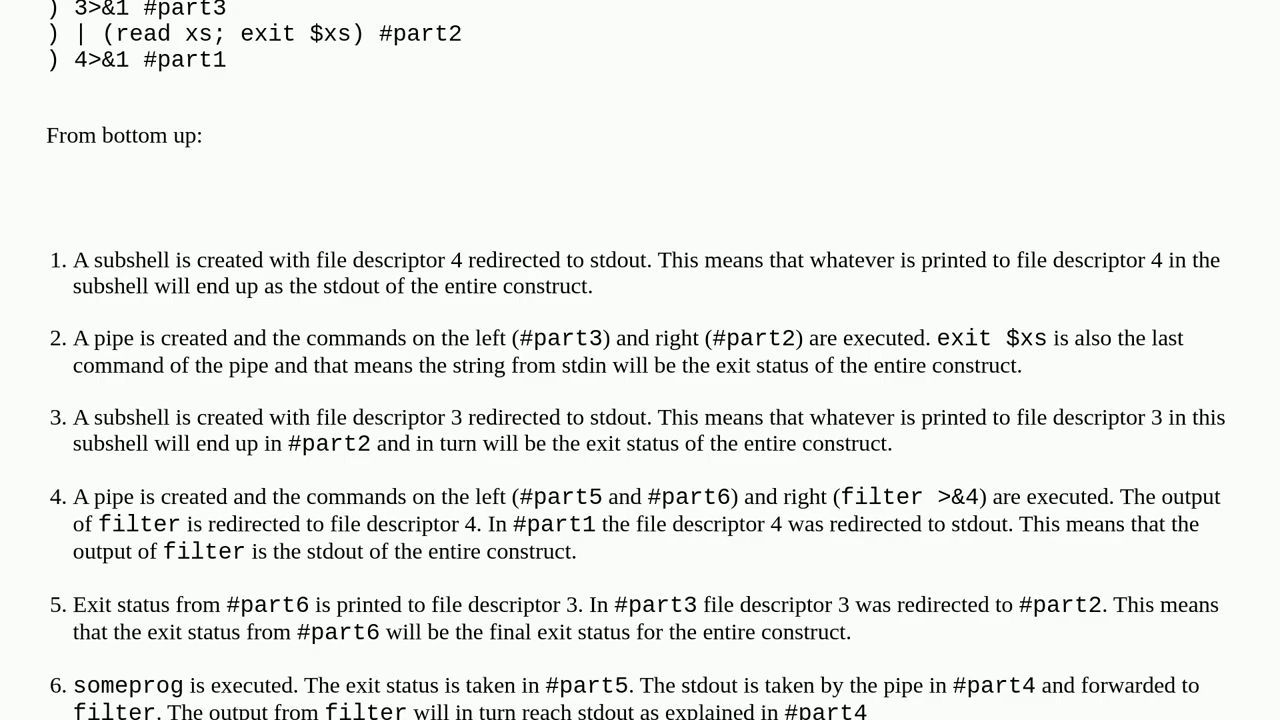 ) 3>&1 #part3
) | (read xs; exit $xs) #part2
) 4>&1 #part1
From bottom up:
1. A subshell is created with file descriptor 4 redirected to stdout. This means that whatever is printed to file descriptor 4 in the
subshell will end up as the stdout of the entire construct.
2. A pipe is created and the commands on the left (#part3) and right (#part2) are executed. exit $xs is also the last
command of the pipe and that means the string from stdin will be the exit status of the entire construct.
3. A subshell is created with file descriptor 3 redirected to stdout. This means that whatever is printed to file descriptor 3 in this
subshell will end up in #part2 and in turn will be the exit status of the entire construct.
4. A pipe is created and the commands on the left (#part5 and #part6) and right (filter >&4) are executed. The output
of filter is redirected to file descriptor 4. In #part1 the file descriptor 4 was redirected to stdout. This means that the
output of filter is the stdout of the entire construct.
5. Exit status from #part6 is printed to file descriptor 3. In #part3 file descriptor 3 was redirected to #part2. This means
that the exit status from #part6 will be the final exit status for the entire construct.
6. someprog is executed. The exit status is taken in #part5. The stdout is taken by the pipe in #part4 and forwarded to
filter. The output from filter will in turn reach stdout as explained in #part4